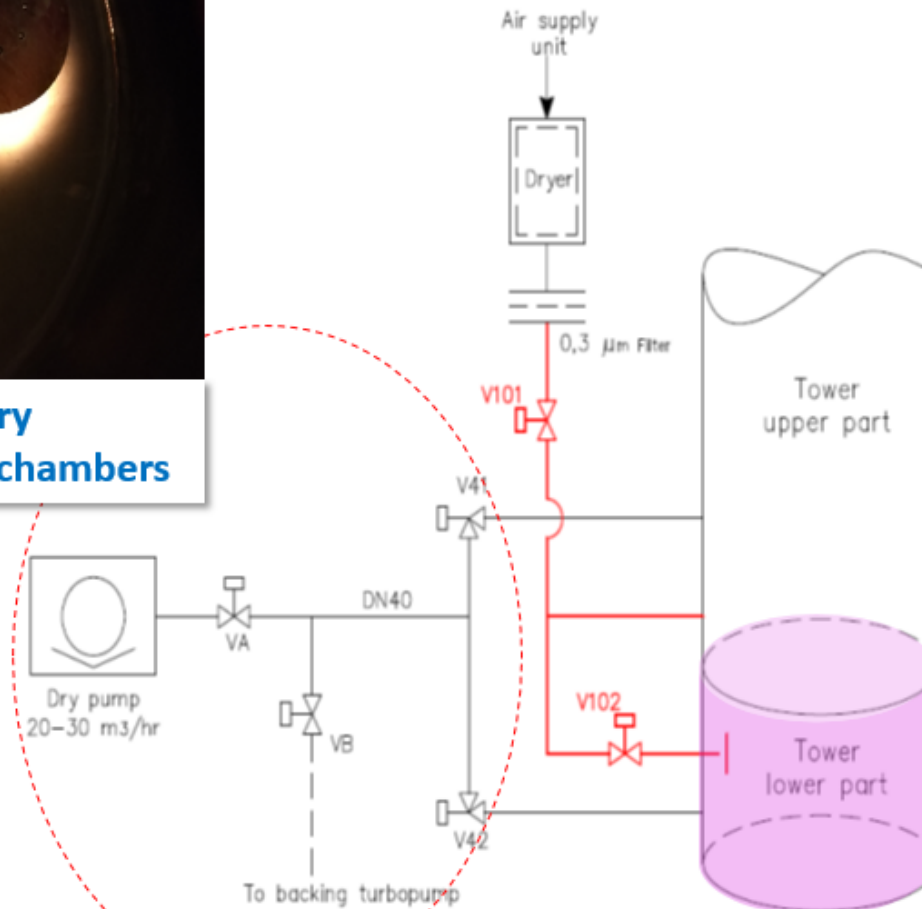 Air supply
unit
Dryer
0,3 µm Filter
V101
Tower
upper part
ry
chambers
V41
DN40
VA
Dry pump
20-30 m3/hr
VB
V102
Tower
lower part
V42
To backing turbopump